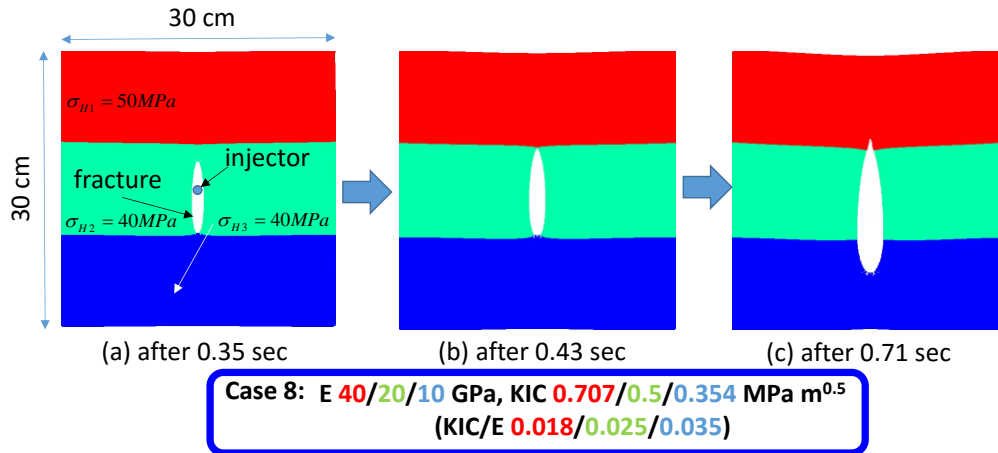 30 cm
30 cm
σH1 = 50MPa
injector
fracture
σH2 = 40MPa
σH3 = 40MPa
(a) after 0.35 sec
(b) after 0.43 sec
(c) after 0.71 sec
Case 8: E 40/20/10 GPa, KIC 0.707/0.5/0.354 MPa m^0.5
(KIC/E 0.018/0.025/0.035)